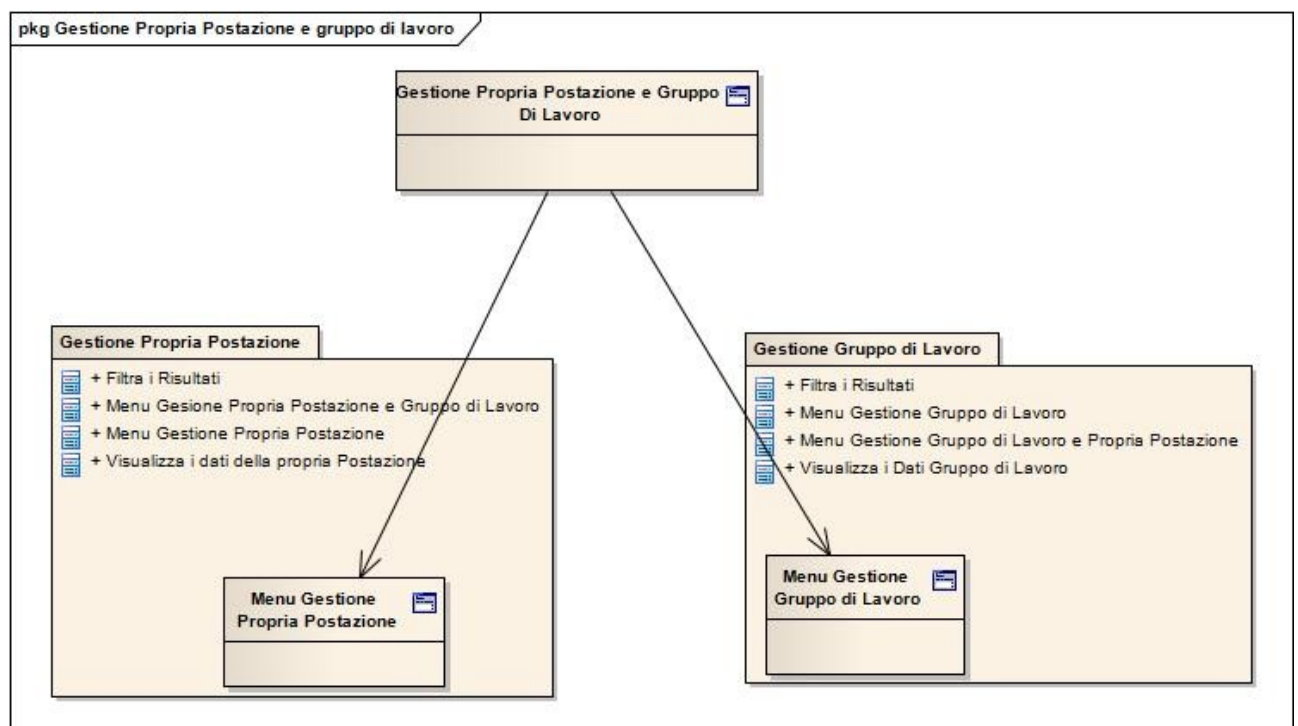 pkg Gestione Propria Postazione e gruppo di lavoro
Gestione Propria Postazione e Gruppo
Di Lavoro
Gestione Propria Postazione
+ Filtra i Risultati
+ Menu Gesione Propria Postazione e Gruppo di Lavoro
+ Menu Gestione Propria Postazione
+ Visualizza i dati della propria Postazione
Menu Gestione
Propria Postazione
Gestione Gruppo di Lavoro
+ Filtra i Risultati
+ Menu Gestione Gruppo di Lavoro
+ Menu Gestione Gruppo di Lavoro e Propria Postazione
+ Visualizza i Dati Gruppo di Lavoro
Menu Gestione
Gruppo di Lavoro